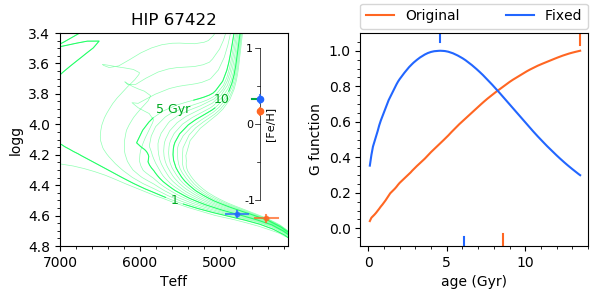 HIP 67422
Original Fixed
3.4
3.6
3.8
4.0
4.2
4.4
4.6
4.8
logg
7000 6000 5000
Teff
5 Gyr
10
1
1
0
-1
[Fe/H]
1.0
0.8
0.6
0.4
0.2
0.0
G function
0 5 10
age (Gyr)